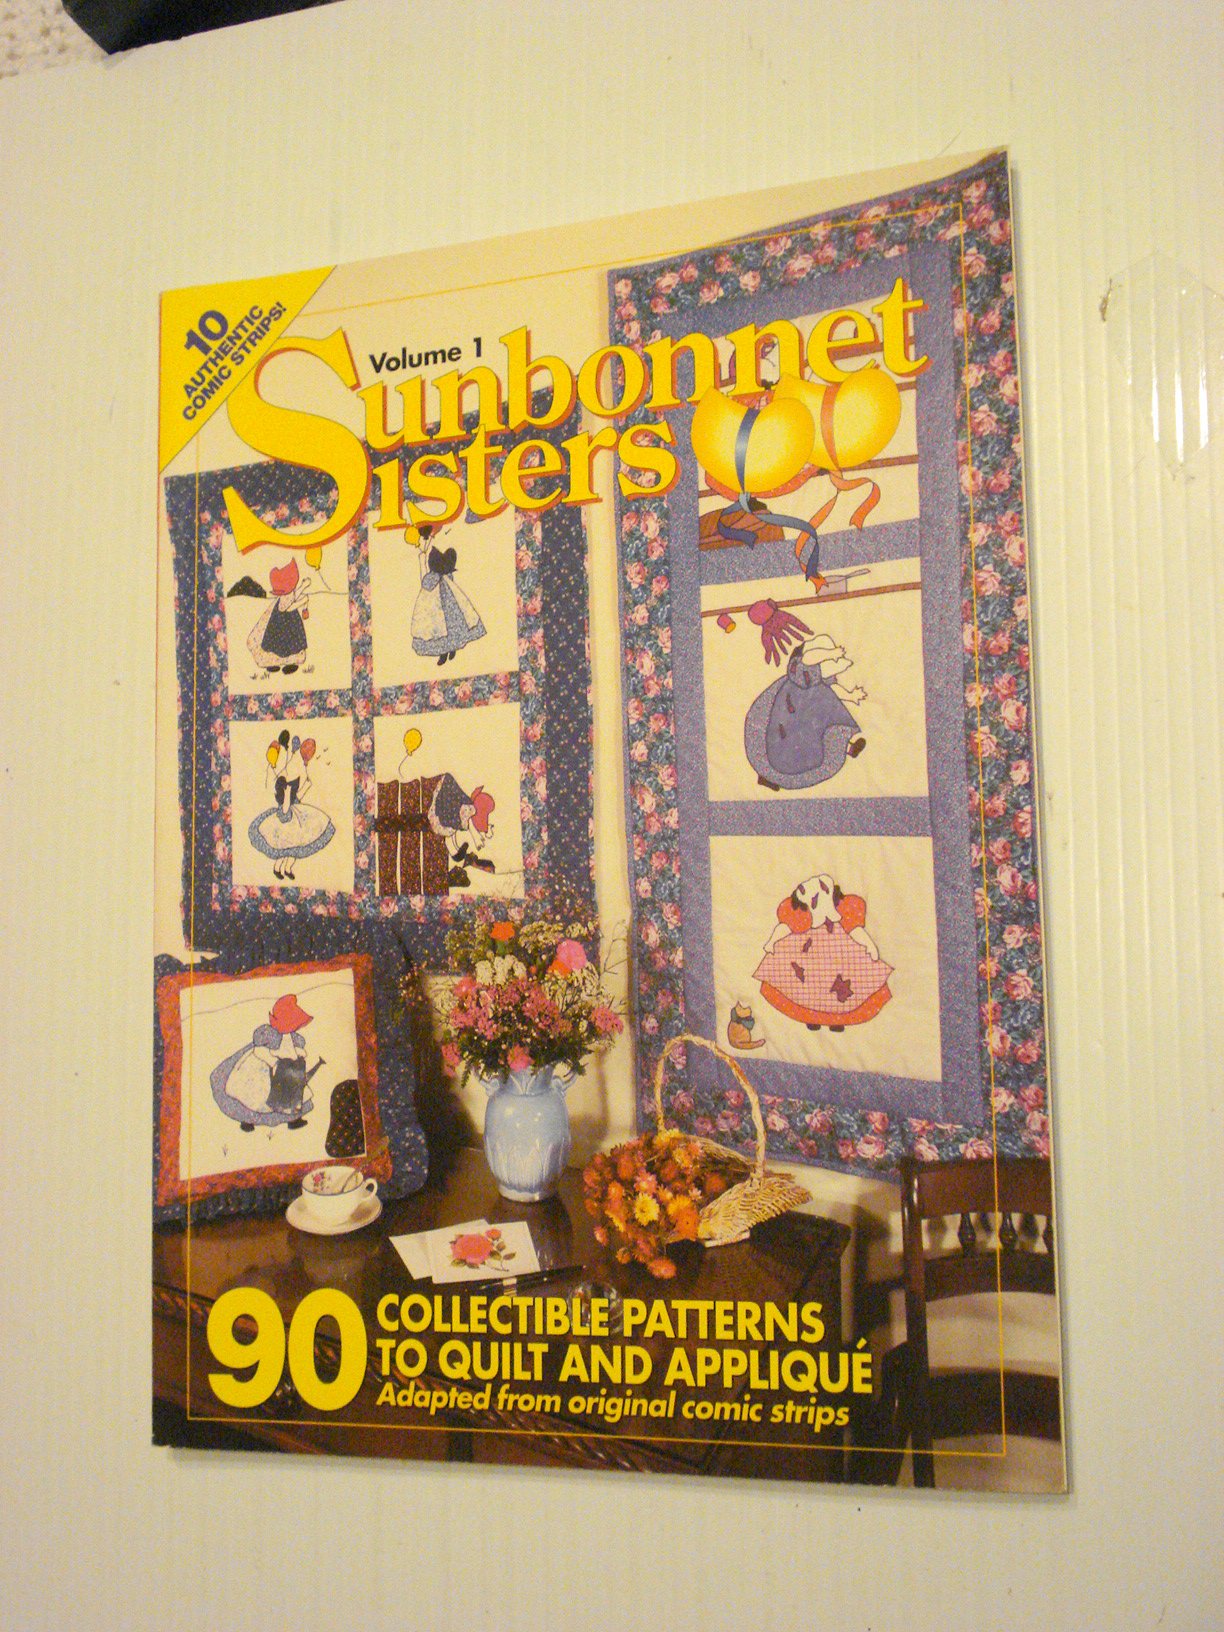 10
AUTHENTIC
COMIC STRIPS!
Volume 1
Sunbonnet
Sisters
90
COLLECTIBLE PATTERNS
TO QUILT AND APPLIQUÉ
Adapted from original comic strips